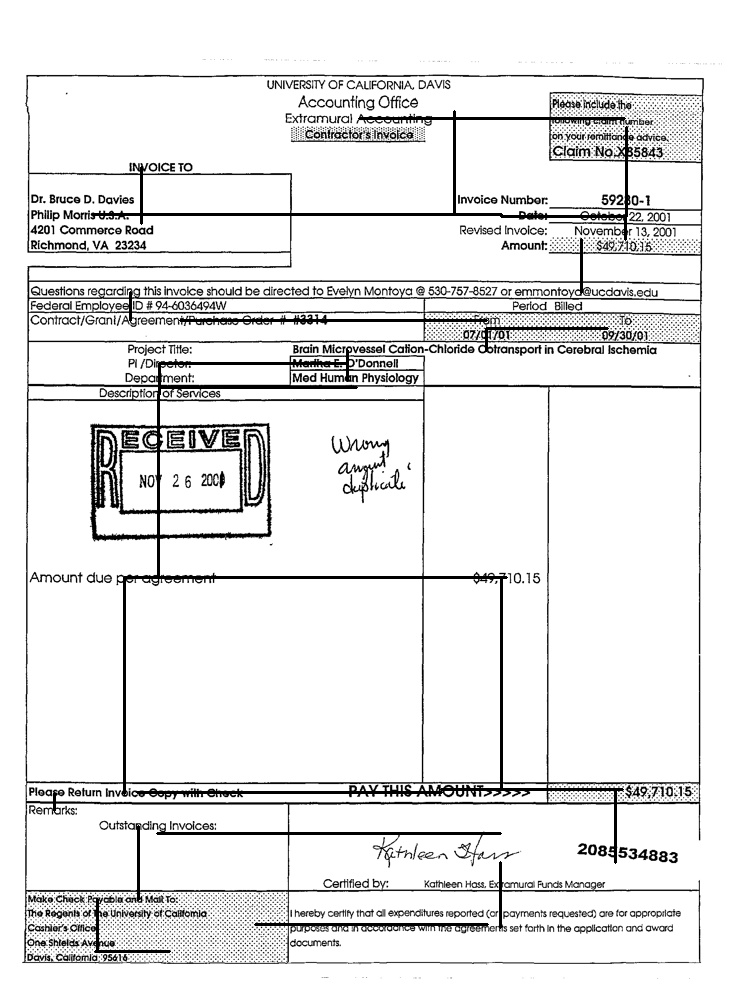 UNIVERSITY OF CALIFORNIA, DAVIS
Accounting Office
Extramural Accounting
Contractor's Invoice
Please include the
following claim number
on your remittance advice.
Claim No.X85843
INVOICE TO
Dr. Bruce D. Davies
Philip Morris U.S.A.
4201 Commerce Road
Richmond, VA 23234
Invoice Number: 59280-1
Date: October 22, 2001
Revised Invoice: November 13, 2001
Amount: $49,710.15
Questions regarding this invoice should be directed to Evelyn Montoya @ 530-757-8527 or emmontoya@ucdavis.edu
Federal Employee ID # 94-6036494W
Period Billed
Contract/Grant/Agreement/Purchase Order # #3314
From To
07/01/01 09/30/01
Project Title: Brain Microvessel Cation-Chloride Cotransport in Cerebral Ischemia
PI /Director: Martha E. O'Donnell
Department: Med Human Physiology
Description of Services
RECEIVED
NOV 26 2001
Wrong
amount
duplicate
Amount due per agreement $49,710.15
Please Return Invoice Copy with Check PAY THIS AMOUNT>>>>> $49,710.15
Remarks:
Outstanding Invoices:
Kathleen Hass
2085534883
Certified by: Kathleen Hass, Extramural Funds Manager
Make Check Payable and Mail To:
The Regents of the University of California
Cashier's Office
One Shields Avenue
Davis, California 95616
I hereby certify that all expenditures reported (or payments requested) are for appropriate
purposes and in accordance with the agreements set forth in the application and award
documents.